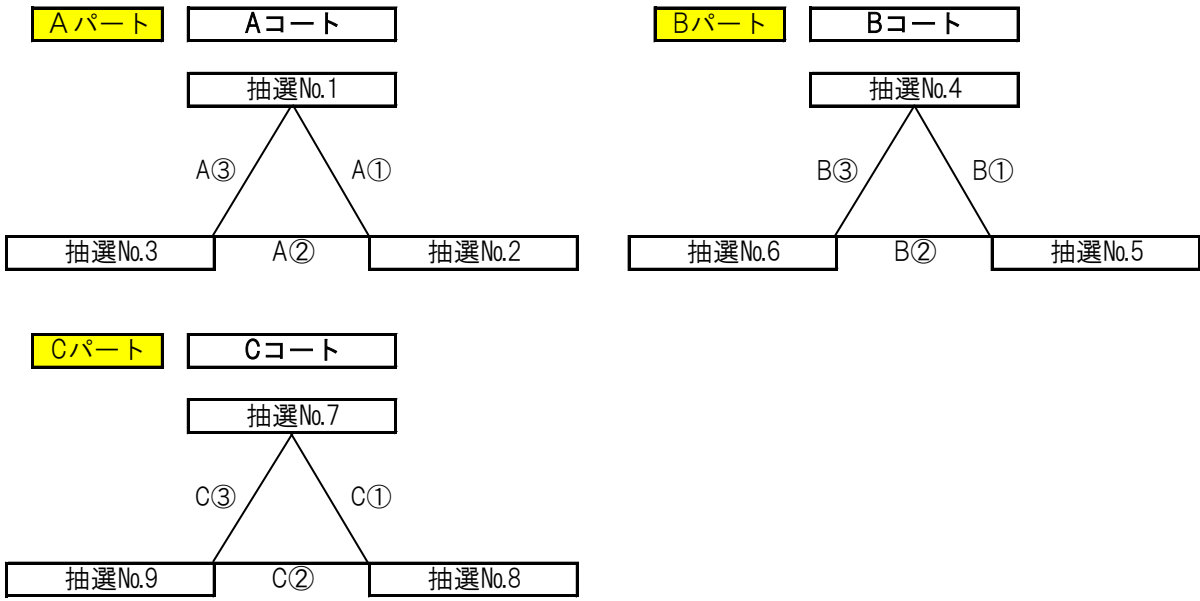 Aパート Aコート
抽選№1
A③ A①
抽選№3 A② 抽選№2
Bパート Bコート
抽選№4
B③ B①
抽選№6 B② 抽選№5
Cパート Cコート
抽選№7
C③ C①
抽選№9 C② 抽選№8